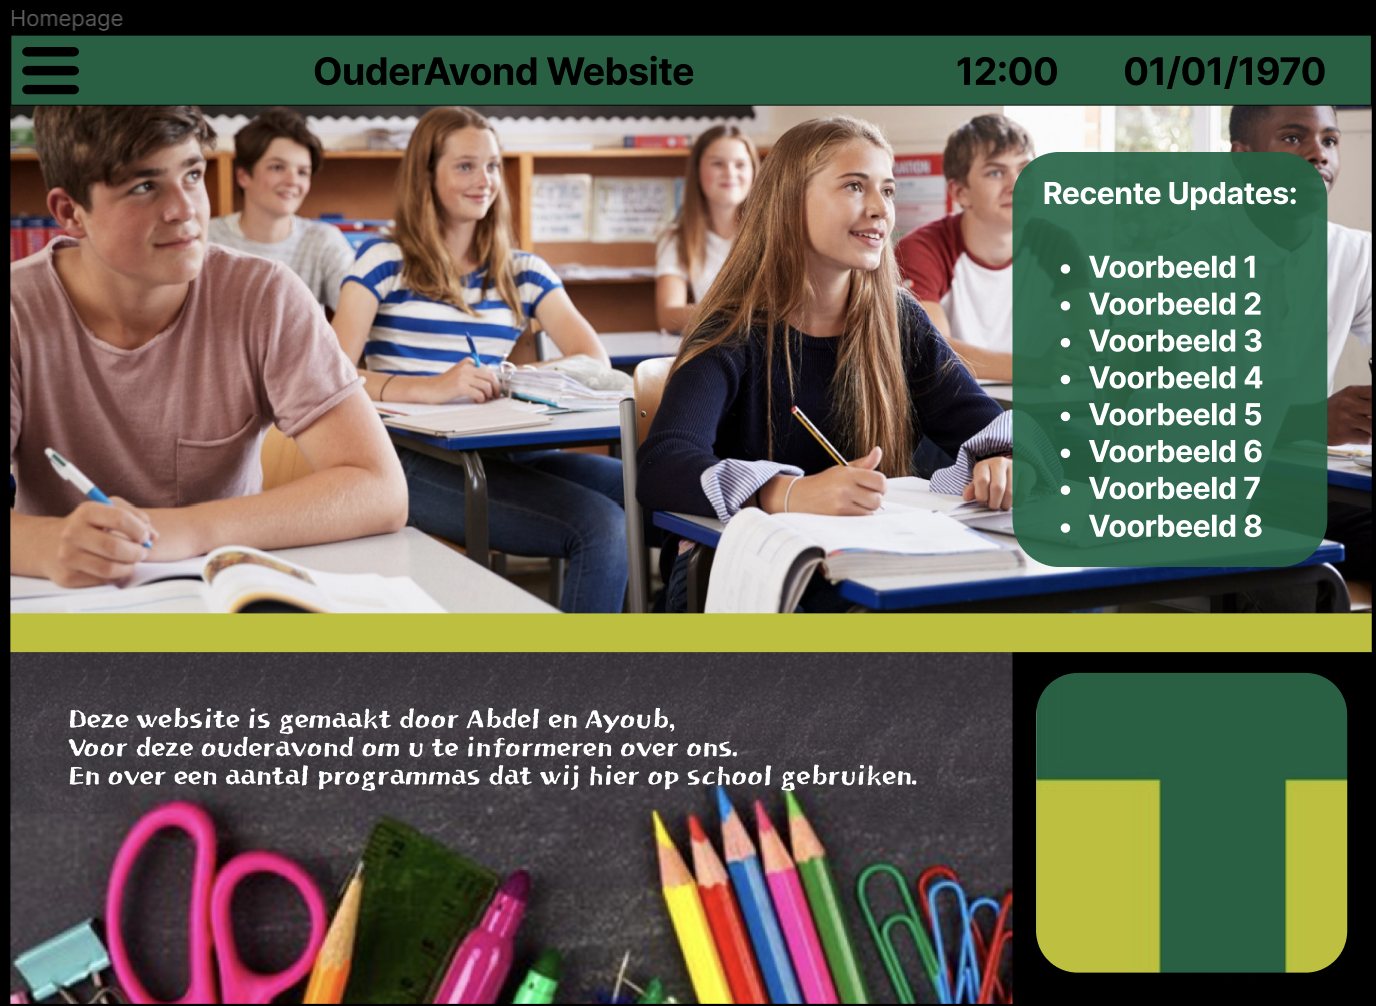 Homepage
OuderAvond Website
12:00
01/01/1970
Recente Updates:
• Voorbeeld 1
• Voorbeeld 2
• Voorbeeld 3
• Voorbeeld 4
• Voorbeeld 5
• Voorbeeld 6
• Voorbeeld 7
• Voorbeeld 8
Deze website is gemaakt door Abdel en Ayoub,
Voor deze ouderavond om u te informeren over ons.
En over een aantal programmas dat wij hier op school gebruiken.
T